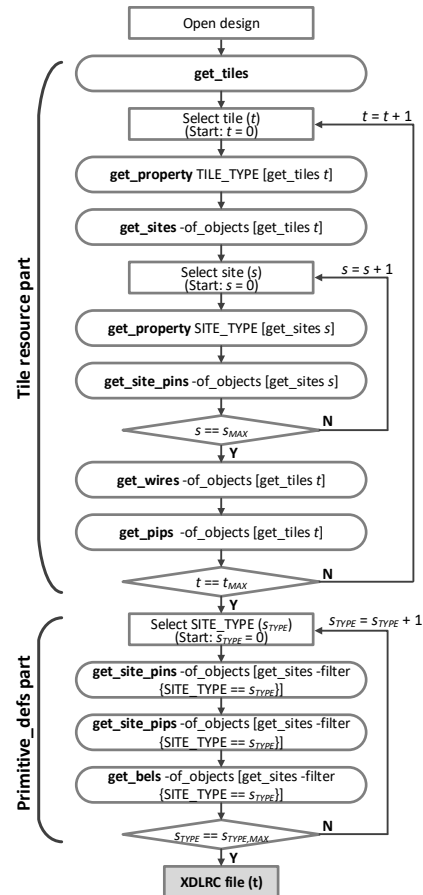 Open design
get_tiles
Select tile (t)
(Start: t = 0)
t = t + 1
get_property TILE_TYPE [get_tiles t]
get_sites -of_objects [get_tiles t]
Select site (s)
(Start: s = 0)
s = s + 1
get_property SITE_TYPE [get_sites s]
get_site_pins -of_objects [get_sites s]
s == sMAX
N
Y
get_wires -of_objects [get_tiles t]
get_pips -of_objects [get_tiles t]
t == tMAX
N
Y
Tile resource part
Select SITE_TYPE (sTYPE)
(Start: sTYPE = 0)
sTYPE = sTYPE + 1
get_site_pins -of_objects [get_sites -filter
{SITE_TYPE == sTYPE}]
get_site_pips -of_objects [get_sites -filter
{SITE_TYPE == sTYPE}]
get_bels -of_objects [get_sites -filter
{SITE_TYPE == sTYPE}]
sTYPE == sTYPE,MAX
N
Y
Primitive_defs part
XDLRC file (t)